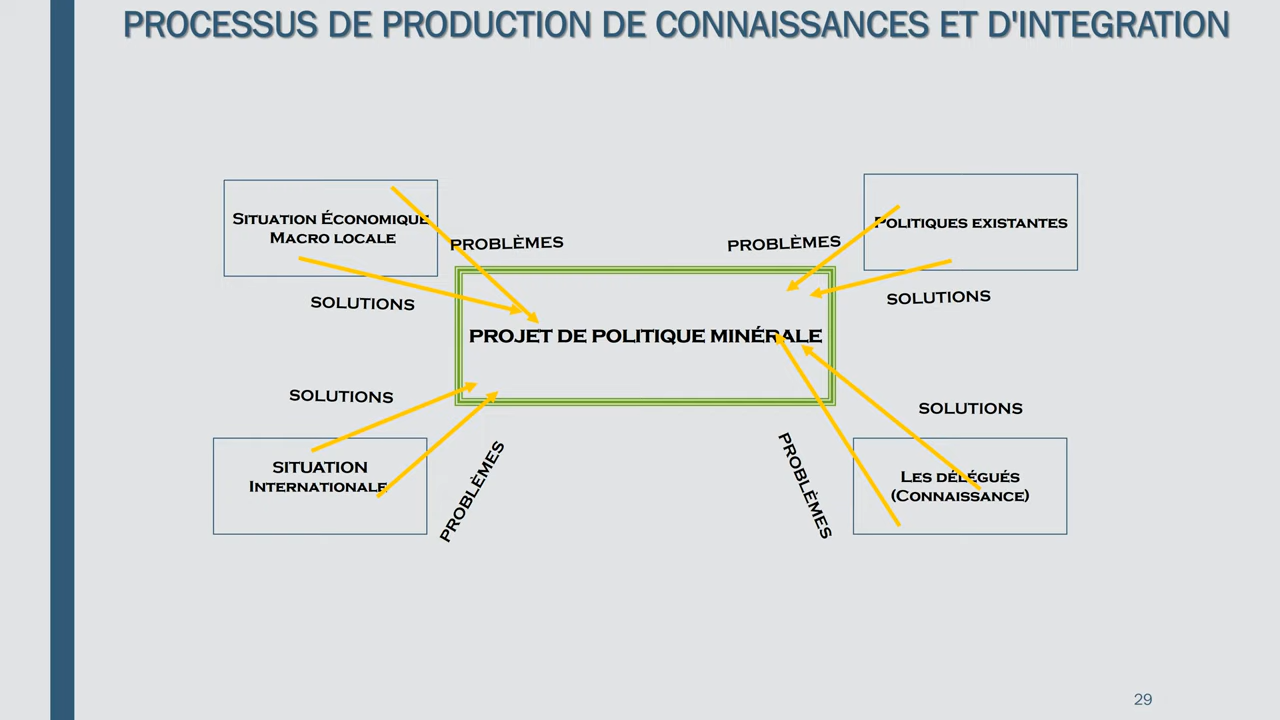 PROCESSUS DE PRODUCTION DE CONNAISSANCES ET D'INTEGRATION
Situation Économique
Macro locale
PROBLÈMES
PROBLÈMES
Politiques existantes
SOLUTIONS
SOLUTIONS
PROJET DE POLITIQUE MINÉRALE
SOLUTIONS
SOLUTIONS
SITUATION
Internationale
PROBLÈMES
PROBLÈMES
Les délégués
(Connaissance)
29